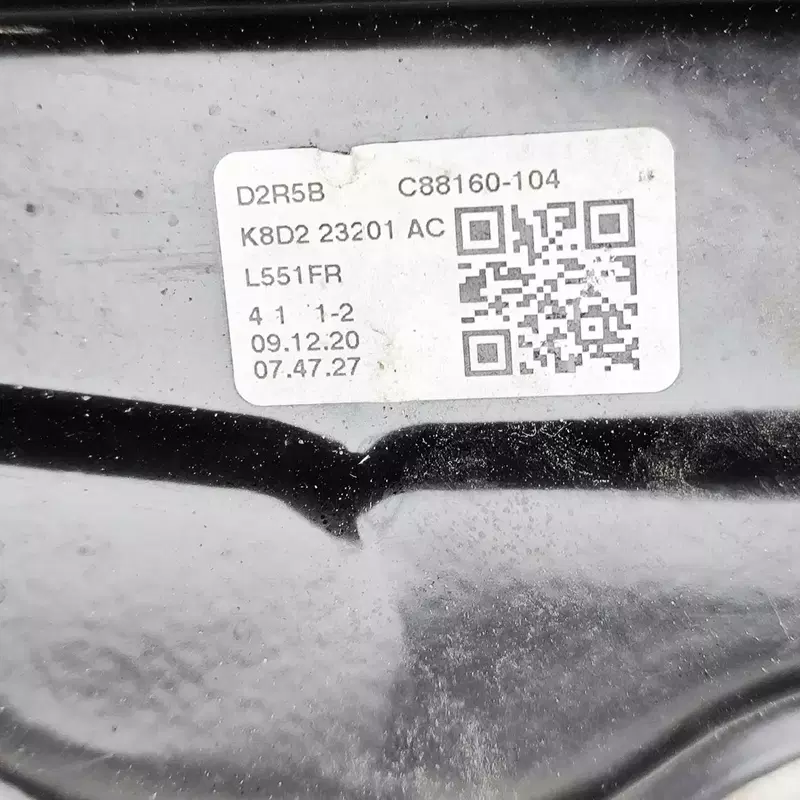 D2R5B C88160-104
K8D2 23201 AC
L551FR
4 1 1-2
09.12.20
07.47.27